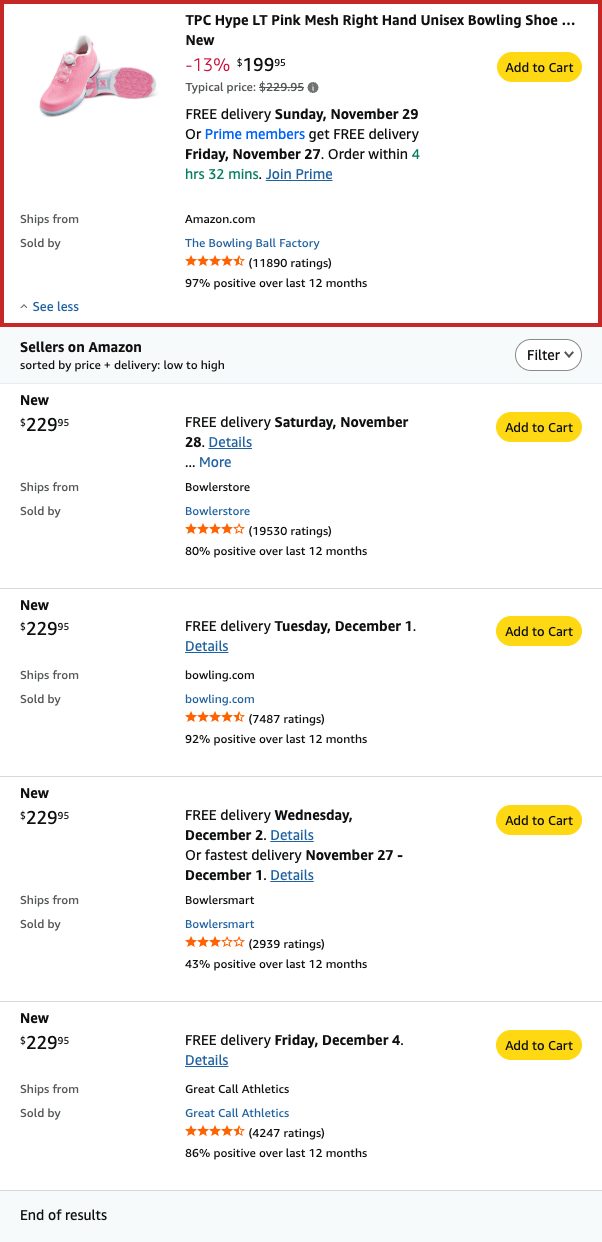 TPC Hype LT Pink Mesh Right Hand Unisex Bowling Shoe ...
New
-13% $19995
Typical price: $229.95
FREE delivery Sunday, November 29
Or Prime members get FREE delivery
Friday, November 27. Order within 4
hrs 32 mins. Join Prime
Add to Cart
Ships from Amazon.com
Sold by The Bowling Ball Factory
(11890 ratings)
97% positive over last 12 months
See less
Sellers on Amazon
sorted by price + delivery: low to high
Filter
New
$22995
FREE delivery Saturday, November
28. Details
... More
Add to Cart
Ships from Bowlerstore
Sold by Bowlerstore
(19530 ratings)
80% positive over last 12 months
New
$22995
FREE delivery Tuesday, December 1.
Details
Add to Cart
Ships from bowling.com
Sold by bowling.com
(7487 ratings)
92% positive over last 12 months
New
$22995
FREE delivery Wednesday,
December 2. Details
Or fastest delivery November 27 -
December 1. Details
Add to Cart
Ships from Bowlersmart
Sold by Bowlersmart
(2939 ratings)
43% positive over last 12 months
New
$22995
FREE delivery Friday, December 4.
Details
Add to Cart
Ships from Great Call Athletics
Sold by Great Call Athletics
(4247 ratings)
86% positive over last 12 months
End of results